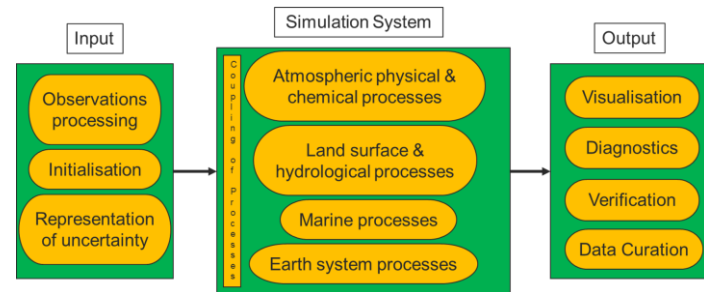 Input
Observations
processing
Initialisation
Representation
of uncertainty
Simulation System
Coupling of Processes
Atmospheric physical &
chemical processes
Land surface &
hydrological processes
Marine processes
Earth system processes
Output
Visualisation
Diagnostics
Verification
Data Curation